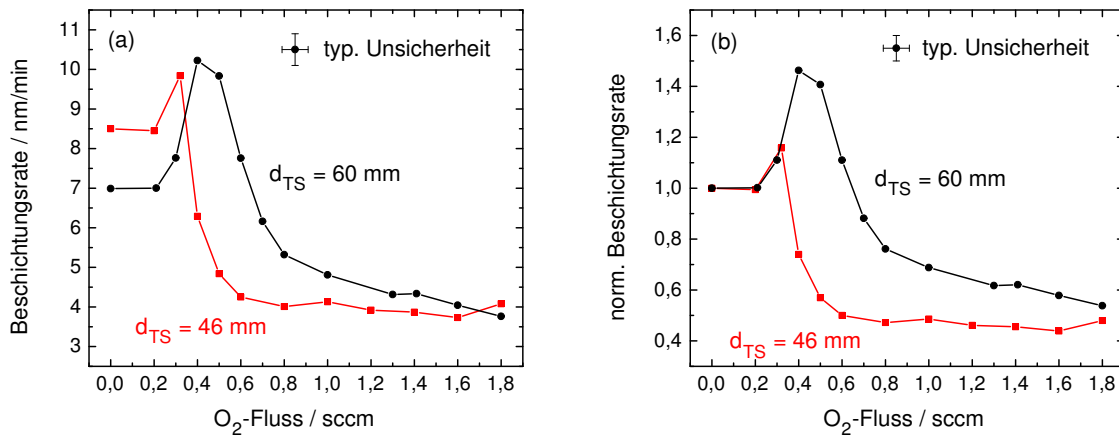 (a)
typ. Unsicherheit
d_TS = 60 mm
d_TS = 46 mm
Beschichtungsrate / nm/min
11
10
9
8
7
6
5
4
3
0,0 0,2 0,4 0,6 0,8 1,0 1,2 1,4 1,6 1,8
O₂-Fluss / sccm
(b)
typ. Unsicherheit
d_TS = 60 mm
d_TS = 46 mm
norm. Beschichtungsrate
1,6
1,4
1,2
1,0
0,8
0,6
0,4
0,0 0,2 0,4 0,6 0,8 1,0 1,2 1,4 1,6 1,8
O₂-Fluss / sccm